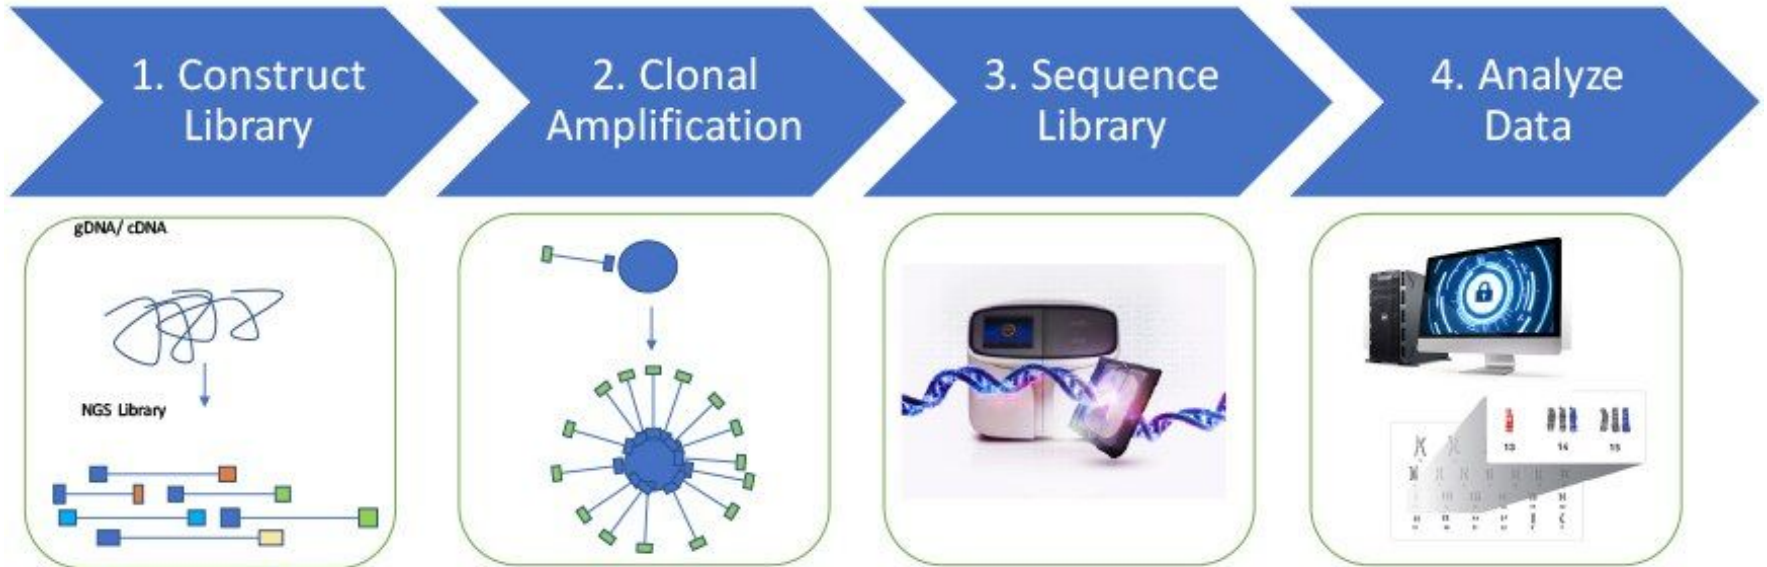 1. Construct
Library
2. Clonal
Amplification
3. Sequence
Library
4. Analyze
Data
gDNA/ cDNA
NGS Library
13
14
15